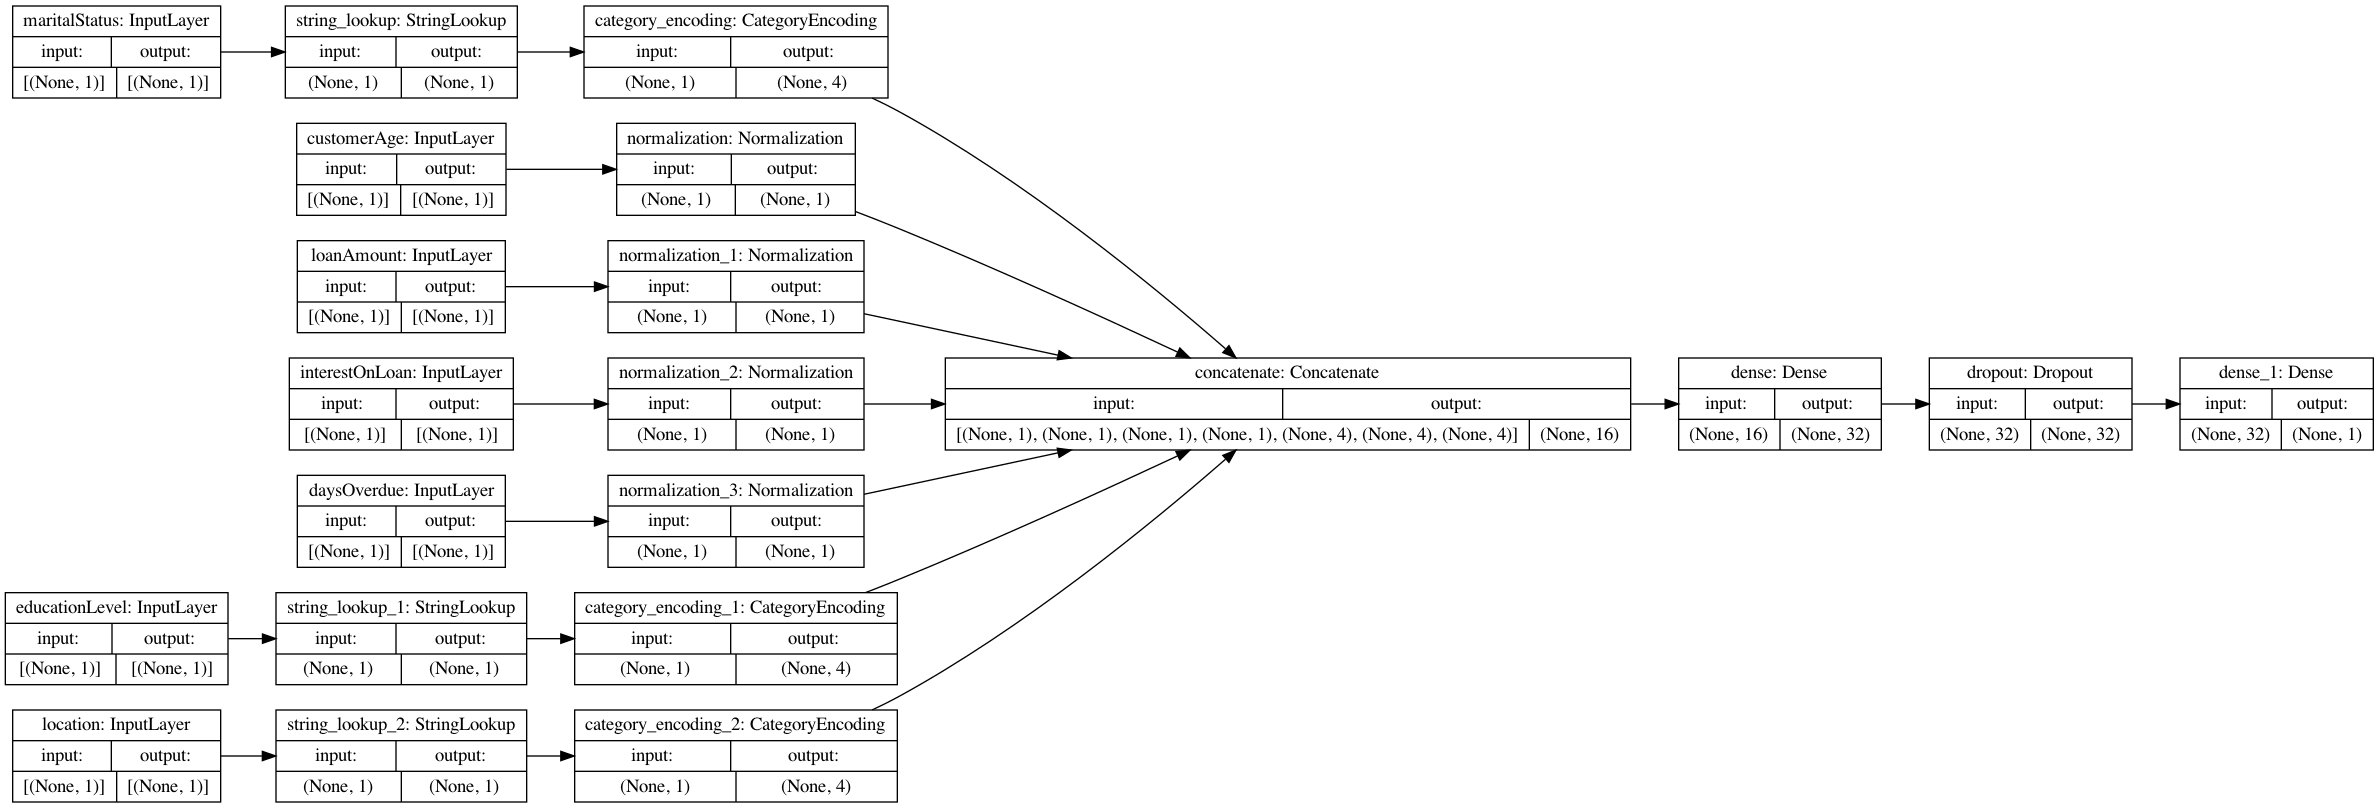 maritalStatus: InputLayer
input: output:
[(None, 1)] [(None, 1)]
string_lookup: StringLookup
input: output:
(None, 1) (None, 1)
category_encoding: CategoryEncoding
input: output:
(None, 1) (None, 4)
customerAge: InputLayer
input: output:
[(None, 1)] [(None, 1)]
normalization: Normalization
input: output:
(None, 1) (None, 1)
loanAmount: InputLayer
input: output:
[(None, 1)] [(None, 1)]
normalization_1: Normalization
input: output:
(None, 1) (None, 1)
interestOnLoan: InputLayer
input: output:
[(None, 1)] [(None, 1)]
normalization_2: Normalization
input: output:
(None, 1) (None, 1)
concatenate: Concatenate
input: output:
[(None, 1), (None, 1), (None, 1), (None, 1), (None, 4), (None, 4), (None, 4)] (None, 16)
dense: Dense
input: output:
(None, 16) (None, 32)
dropout: Dropout
input: output:
(None, 32) (None, 32)
dense_1: Dense
input: output:
(None, 32) (None, 1)
daysOverdue: InputLayer
input: output:
[(None, 1)] [(None, 1)]
normalization_3: Normalization
input: output:
(None, 1) (None, 1)
educationLevel: InputLayer
input: output:
[(None, 1)] [(None, 1)]
string_lookup_1: StringLookup
input: output:
(None, 1) (None, 1)
category_encoding_1: CategoryEncoding
input: output:
(None, 1) (None, 4)
location: InputLayer
input: output:
[(None, 1)] [(None, 1)]
string_lookup_2: StringLookup
input: output:
(None, 1) (None, 1)
category_encoding_2: CategoryEncoding
input: output:
(None, 1) (None, 4)